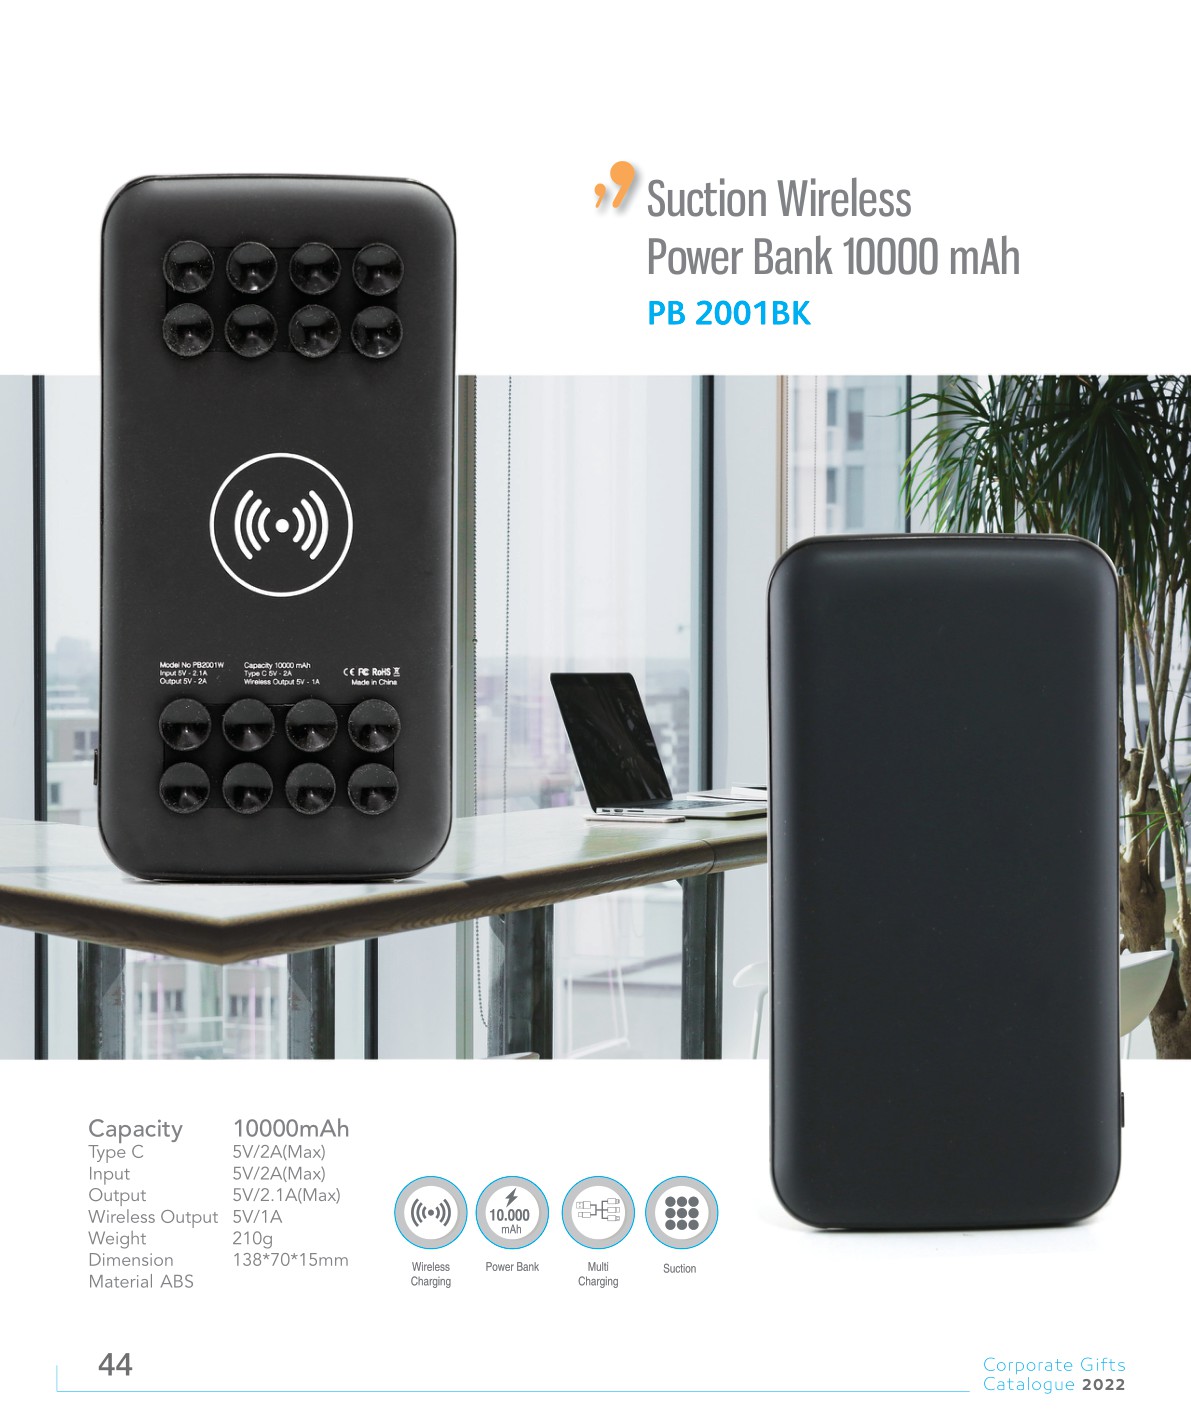 Suction Wireless
Power Bank 10000 mAh
PB 2001BK
Model No PB2001W
Input 5V - 2.1A
Output 5V - 2A
Capacity 10000 mAh
Type C 5V - 2A
Wireless Output 5V - 1A
CE FC RoHS
Made in China
Capacity 10000mAh
Type C 5V/2A(Max)
Input 5V/2A(Max)
Output 5V/2.1A(Max)
Wireless Output 5V/1A
Weight 210g
Dimension 138*70*15mm
Material ABS
10.000
mAh
Wireless
Charging
Power Bank
Multi
Charging
Suction
44
Corporate Gifts
Catalogue 2022